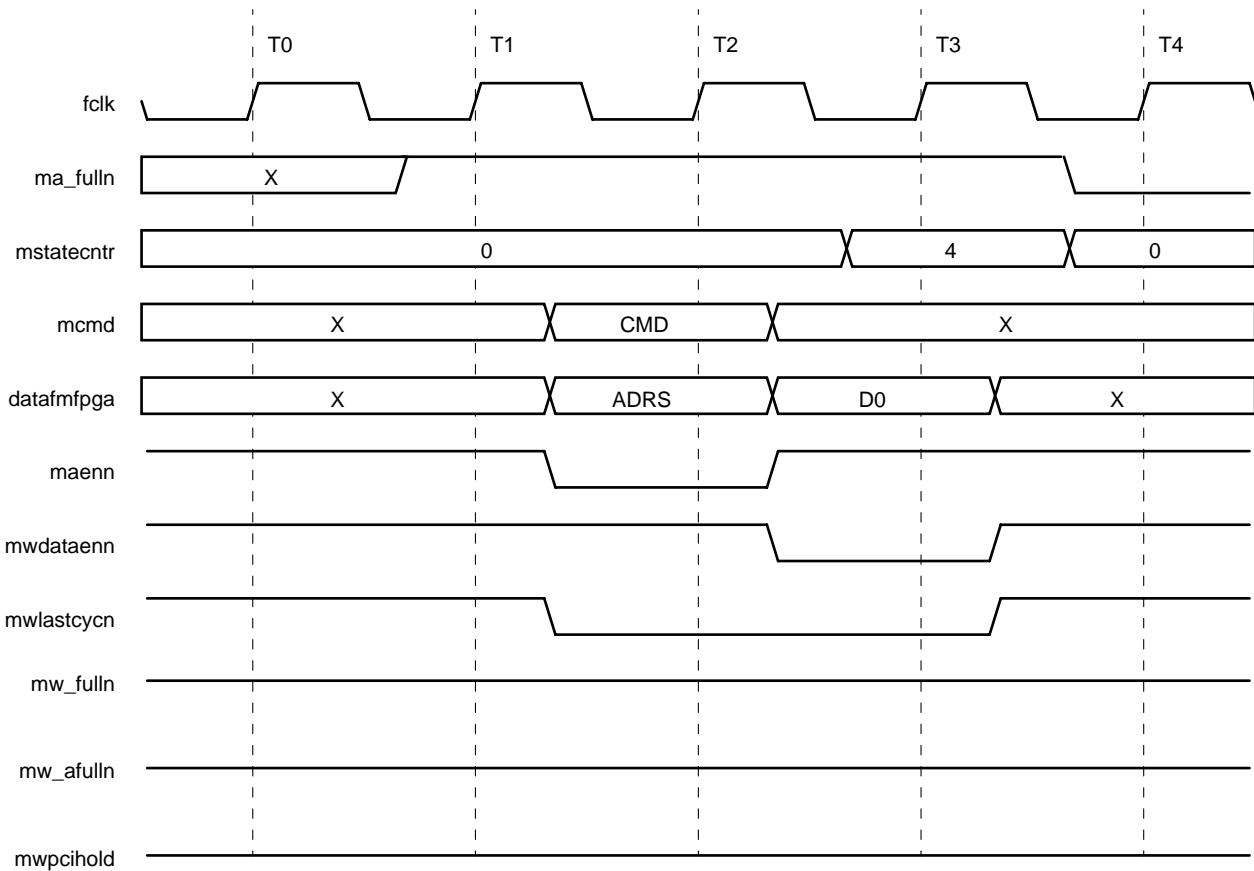 T0 T1 T2 T3 T4
fclk
ma_fulln X
mstatecntr 0 4 0
mcmd X CMD X
datafmfpga X ADRS D0 X
maenn
mwdataenn
mwlastcycn
mw_fulln
mw_afulln
mwpcihold